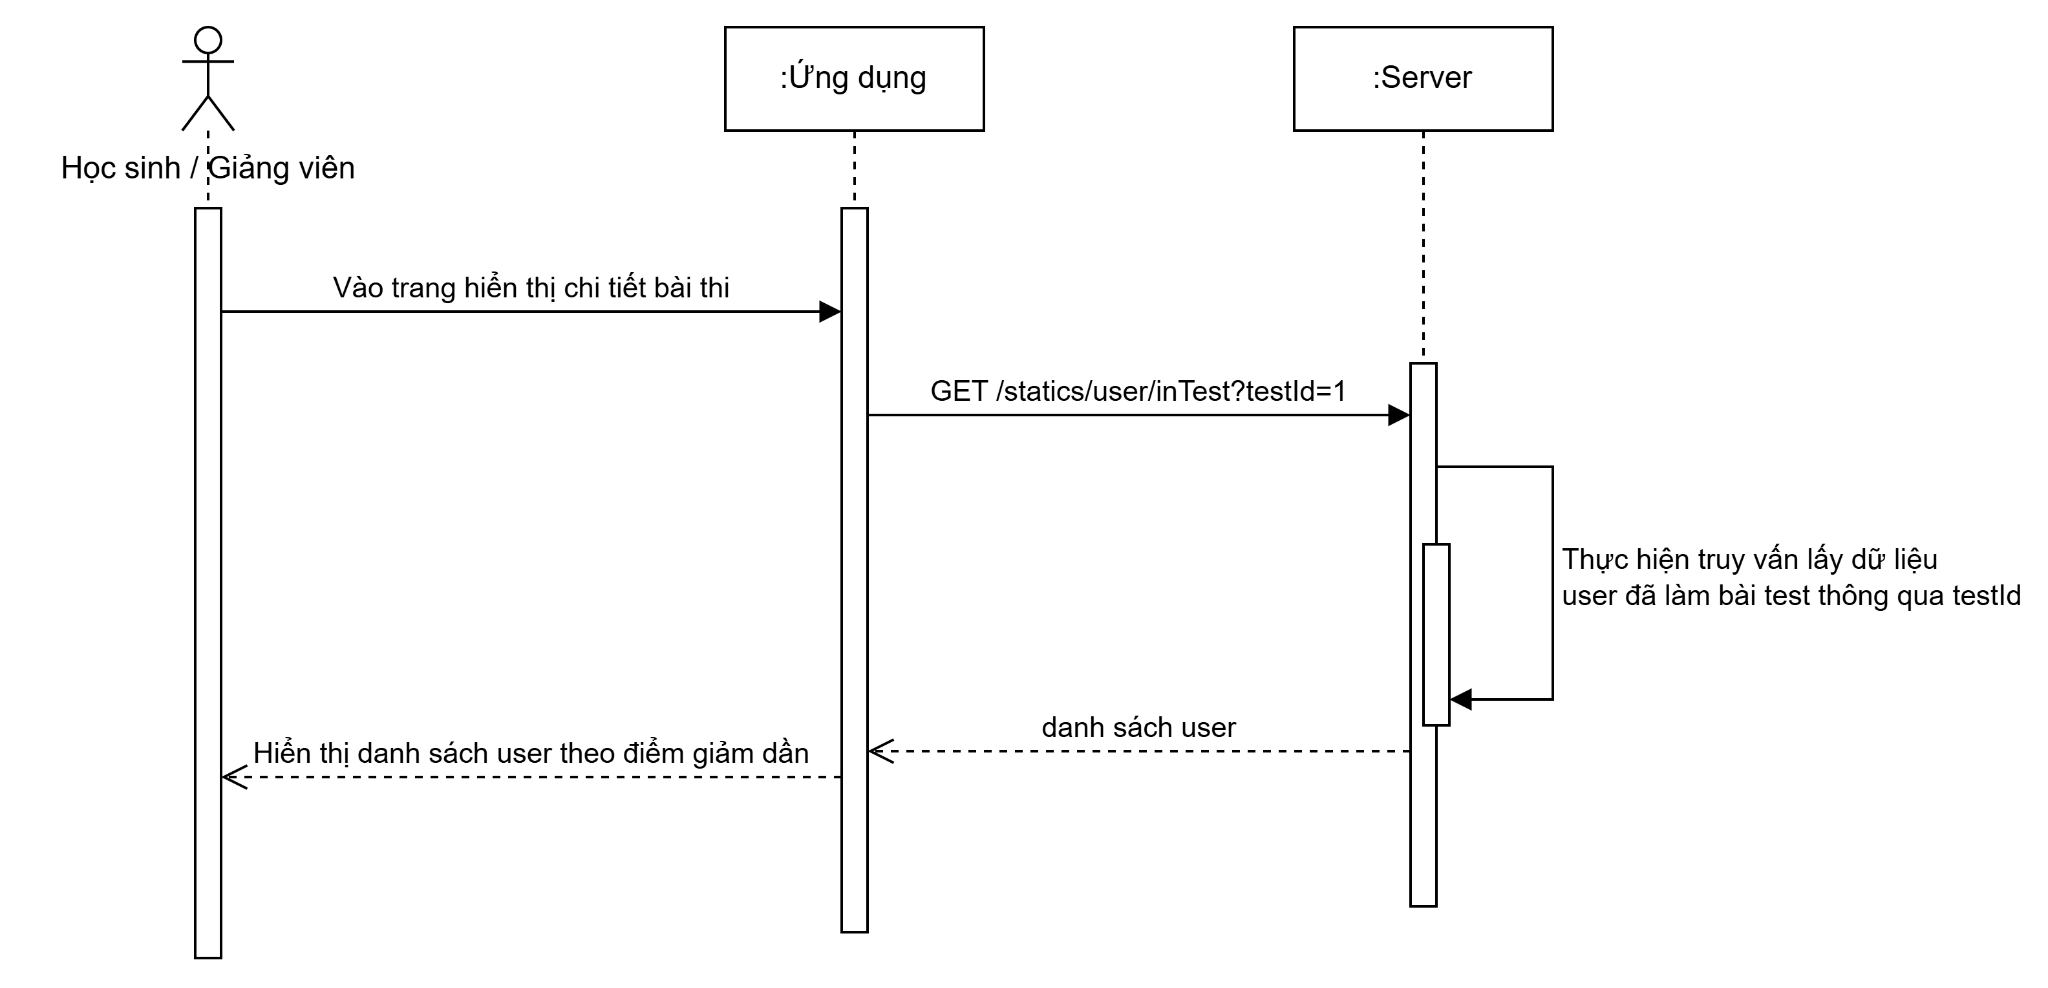 :Ứng dụng
:Server
Học sinh / Giảng viên
Vào trang hiển thị chi tiết bài thi
GET /statics/user/inTest?testId=1
Thực hiện truy vấn lấy dữ liệu
user đã làm bài test thông qua testId
danh sách user
Hiển thị danh sách user theo điểm giảm dần